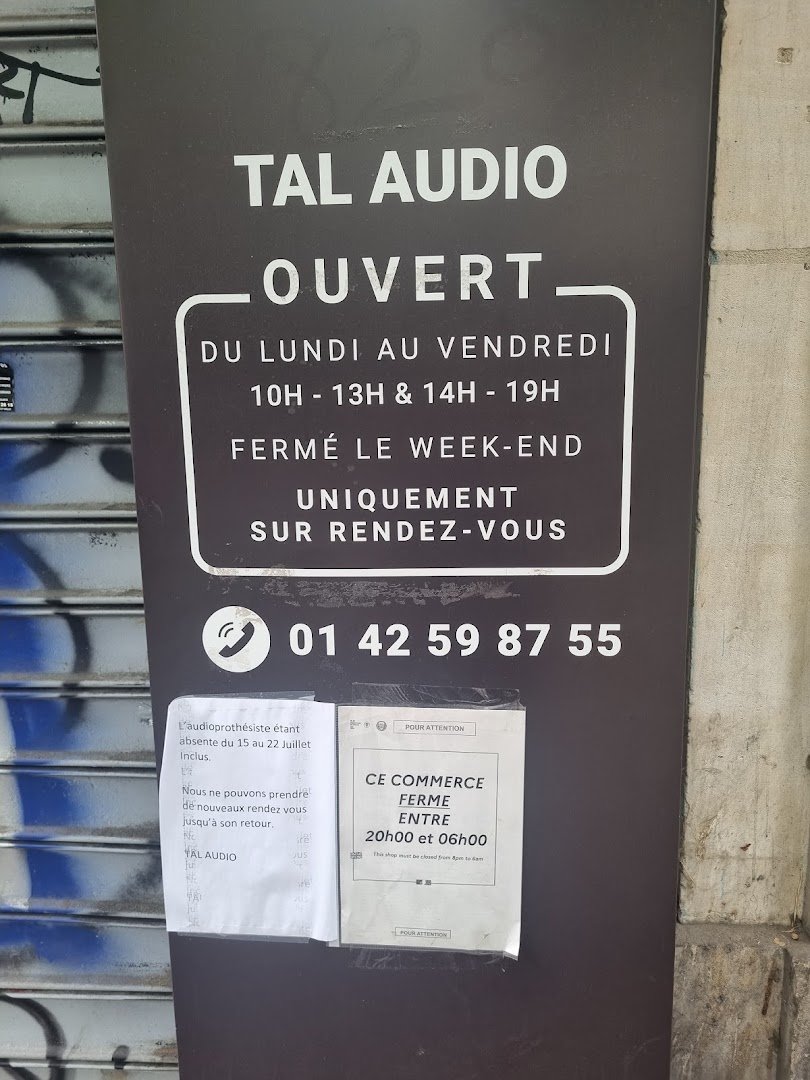 TAL AUDIO
OUVERT
DU LUNDI AU VENDREDI
10H - 13H & 14H - 19H
FERMÉ LE WEEK-END
UNIQUEMENT
SUR RENDEZ-VOUS
01 42 59 87 55
L'audioprothésiste étant
absente du 15 au 22 Juillet
Inclus.
Nous ne pouvons prendre
de nouveaux rendez vous
jusqu'à son retour.
TAL AUDIO
POUR ATTENTION
CE COMMERCE
FERME
ENTRE
20h00 et 06h00
This shop must be closed from 8pm to 6am
POUR ATTENTION